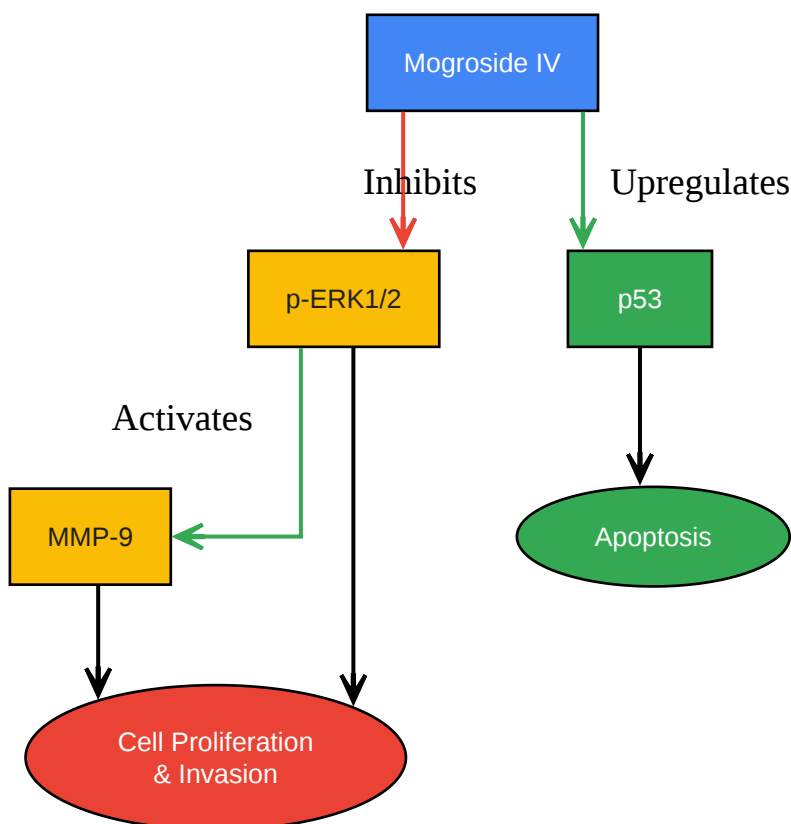 Mogroside IV
Inhibits
Upregulates
p-ERK1/2
p53
Activates
MMP-9
Apoptosis
Cell Proliferation
& Invasion